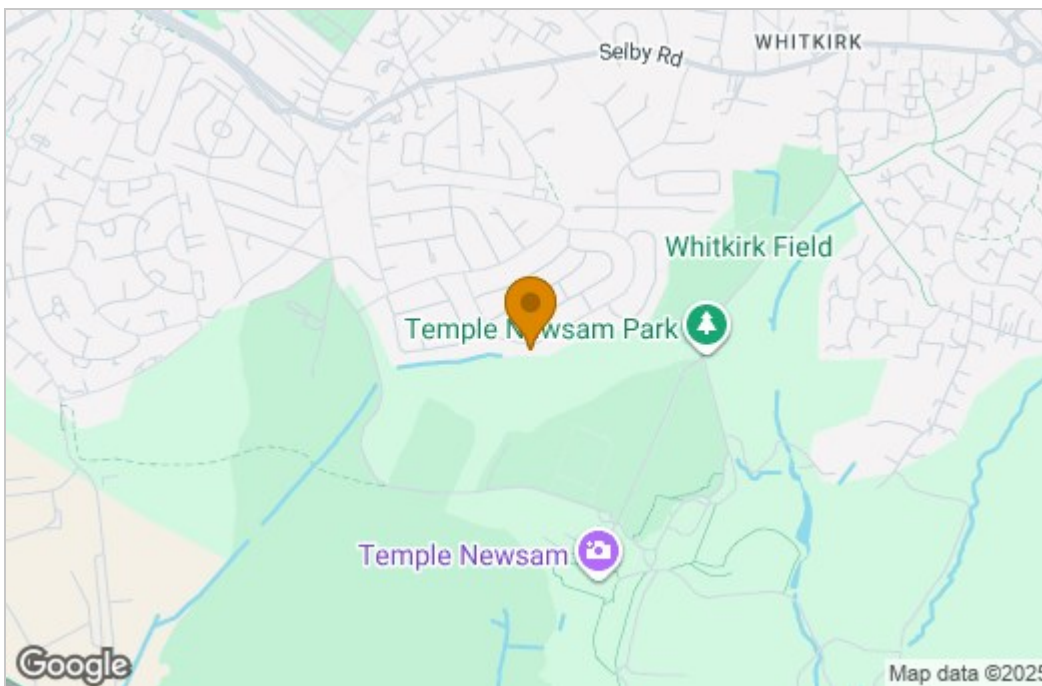 WHITKIRK
Selby Rd
Whitkirk Field
Temple Newsam Park
Temple Newsam
Google
Map data ©2025